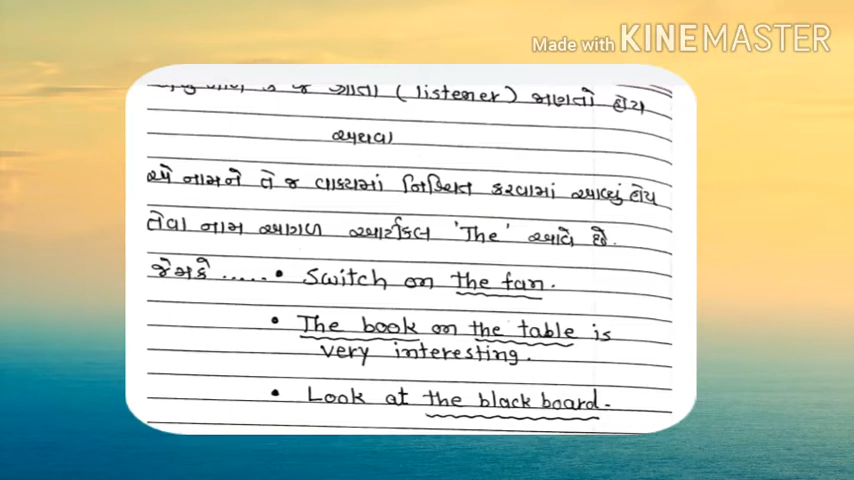 Made with KINEMASTER
શ્રોતા (listener) જાણતો હોય
અથવા
એ નામને તે જ વાક્યમાં નિશ્ચિત કરવામાં આવ્યું હોય
તેવા નામ આગળ આર્ટીકલ 'The' આવે છે.
જેમકે ..... • Switch on the fan.
• The book on the table is
very interesting.
• Look at the black board.